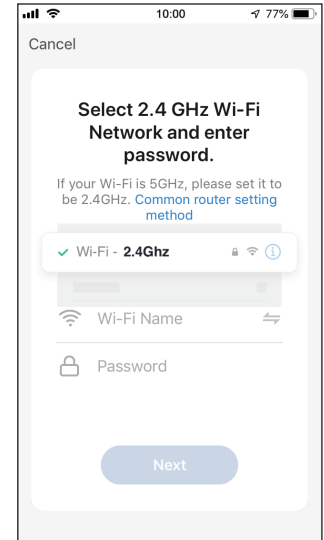 10:00 77%
Cancel
Select 2.4 GHz Wi-Fi
Network and enter
password.
If your Wi-Fi is 5GHz, please set it to
be 2.4GHz. Common router setting
method
Wi-Fi - 2.4Ghz
Wi-Fi Name
Password
Next